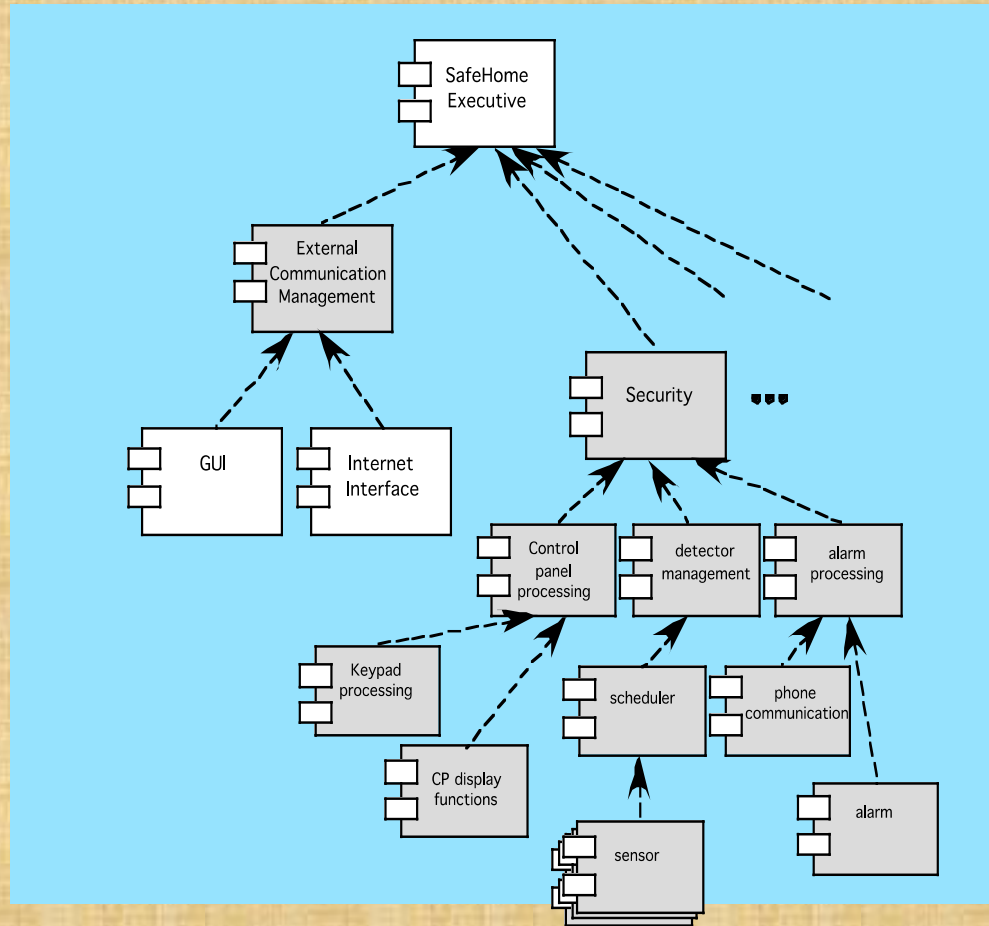 SafeHome
Executive
External
Communication
Management
Security
GUI
Internet
Interface
Control
panel
processing
detector
management
alarm
processing
Keypad
processing
scheduler
phone
communication
CP display
functions
alarm
sensor